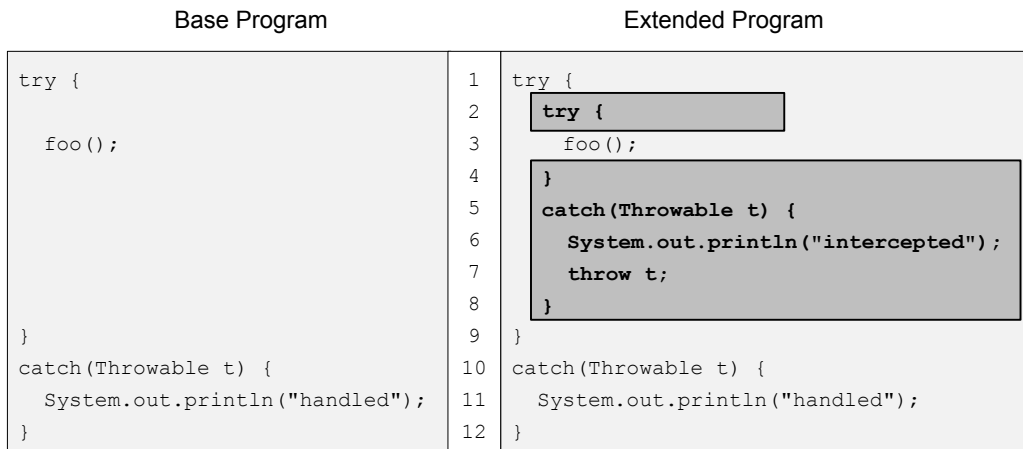 Base Program
Extended Program
try {
foo();
}
catch(Throwable t) {
System.out.println("handled");
}
1
2
3
4
5
6
7
8
9
10
11
12
try {
try {
foo();
}
catch(Throwable t) {
System.out.println("intercepted");
throw t;
}
}
catch(Throwable t) {
System.out.println("handled");
}